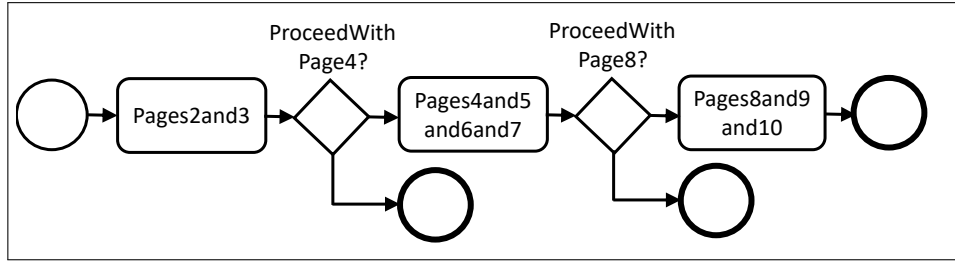 ProceedWith
Page4?
ProceedWith
Page8?
Pages2and3
Pages4and5
and6and7
Pages8and9
and10